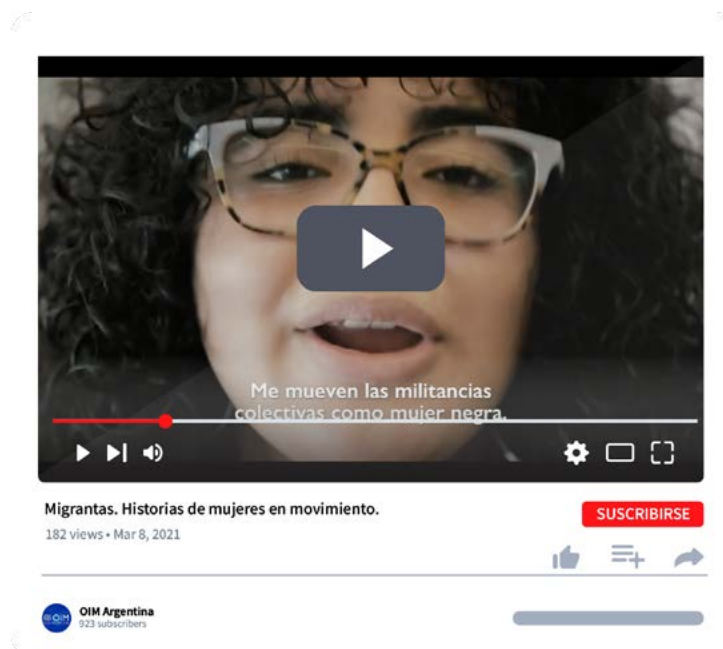 Me mueven las militancias
colectivas como mujer negra.
Migrantas. Historias de mujeres en movimiento.
SUSCRIBIRSE
182 views • Mar 8, 2021
OIM
OIM Argentina
923 subscribers